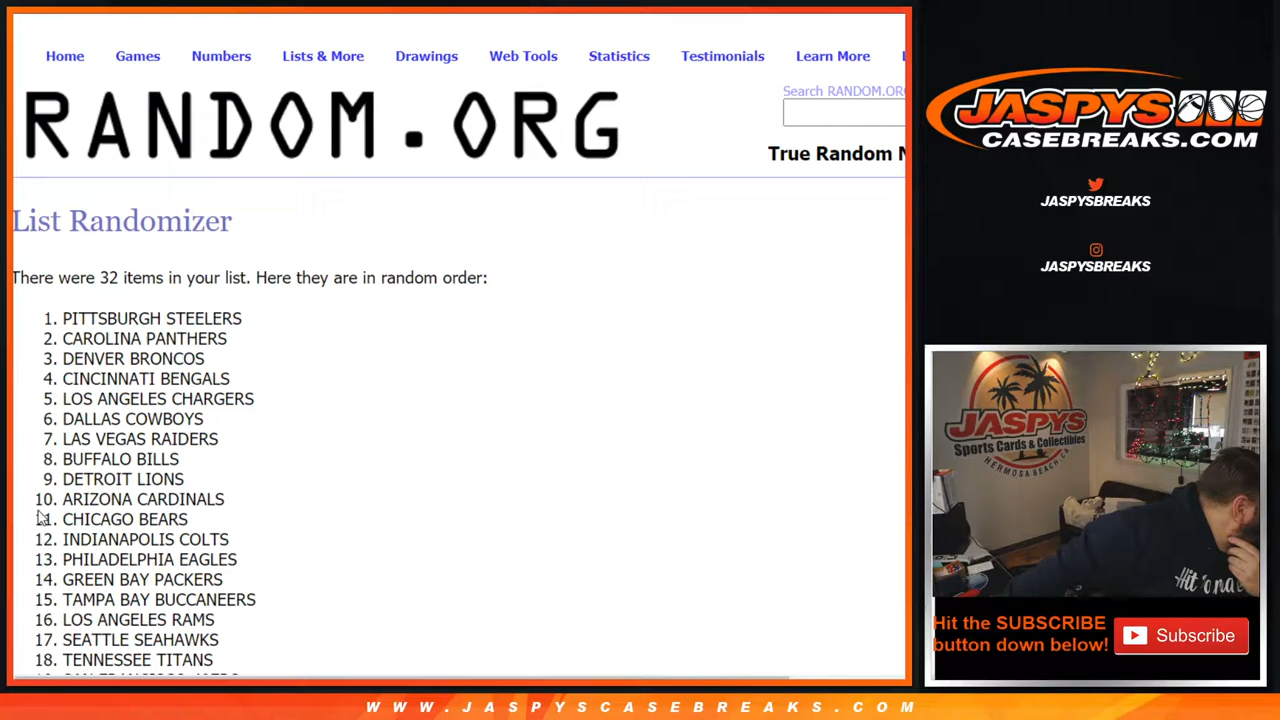 Home Games Numbers Lists & More Drawings Web Tools Statistics Testimonials Learn More
RANDOM.ORG
Search RANDOM.ORG
True Random
List Randomizer
There were 32 items in your list. Here they are in random order:
1. PITTSBURGH STEELERS
2. CAROLINA PANTHERS
3. DENVER BRONCOS
4. CINCINNATI BENGALS
5. LOS ANGELES CHARGERS
6. DALLAS COWBOYS
7. LAS VEGAS RAIDERS
8. BUFFALO BILLS
9. DETROIT LIONS
10. ARIZONA CARDINALS
11. CHICAGO BEARS
12. INDIANAPOLIS COLTS
13. PHILADELPHIA EAGLES
14. GREEN BAY PACKERS
15. TAMPA BAY BUCCANEERS
16. LOS ANGELES RAMS
17. SEATTLE SEAHAWKS
18. TENNESSEE TITANS
JASPYS
CASEBREAKS.COM
JASPYSBREAKS
JASPYSBREAKS
JASPYS
Sports Cards & Collectibles
HERMOSA BEACH, CA
Hit the SUBSCRIBE
button down below!
Subscribe
WWW.JASPYSCASEBREAKS.COM